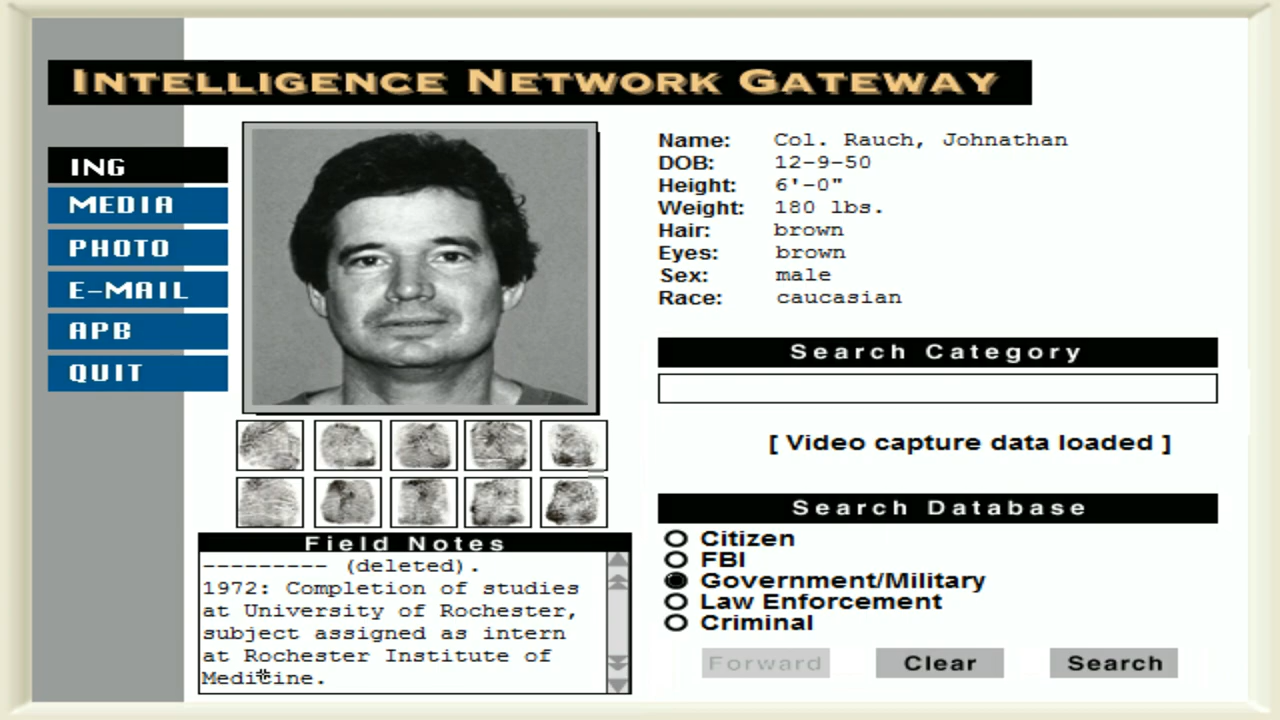 Intelligence Network Gateway
ING
MEDIA
PHOTO
E-MAIL
APB
QUIT
Name: Col. Rauch, Johnathan
DOB: 12-9-50
Height: 6'-0"
Weight: 180 lbs.
Hair: brown
Eyes: brown
Sex: male
Race: caucasian
Search Category
[ Video capture data loaded ]
Search Database
Citizen
FBI
Government/Military
Law Enforcement
Criminal
Forward Clear Search
Field Notes
--------- (deleted).
1972: Completion of studies
at University of Rochester,
subject assigned as intern
at Rochester Institute of
Medicine.